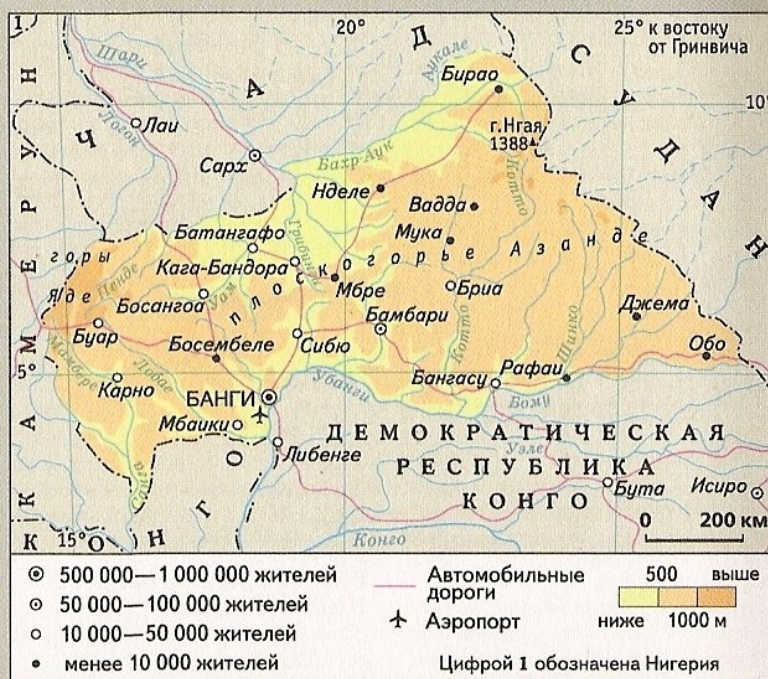 1
20°
25° к востоку
от Гринвича
10°
Шари
Аукале
Бирао
Ч А Д
С У Д А Н
Лаи
Логон
Сарх
г.Нгая
1388
Бахр-Аук
Нделе
Котто
Вадда
Батангафо
Мука
Грибинги
плоскогорье Азанде
горы
Яде
Пенде
Кага-Бандора
Уам
Мбре
Бриа
Босангоа
Бамбари
Джема
Буар
Котто
Шинко
Босембеле
Сибю
Обо
5°
Мамбере
Лобае
Карно
БАНГИ
Убанги
Бангасу
Рафаи
Бому
Мбаики
Либенге
ДЕМОКРАТИЧЕСКАЯ
РЕСПУБЛИКА
КОНГО
Уэле
Бута
Исиро
Санга
КАМЕРУН
КОНГО
15°
Конго
0 200 км
500 000—1 000 000 жителей
50 000—100 000 жителей
10 000—50 000 жителей
менее 10 000 жителей
Автомобильные
дороги
Аэропорт
500 выше
ниже 1000 м
Цифрой 1 обозначена Нигерия